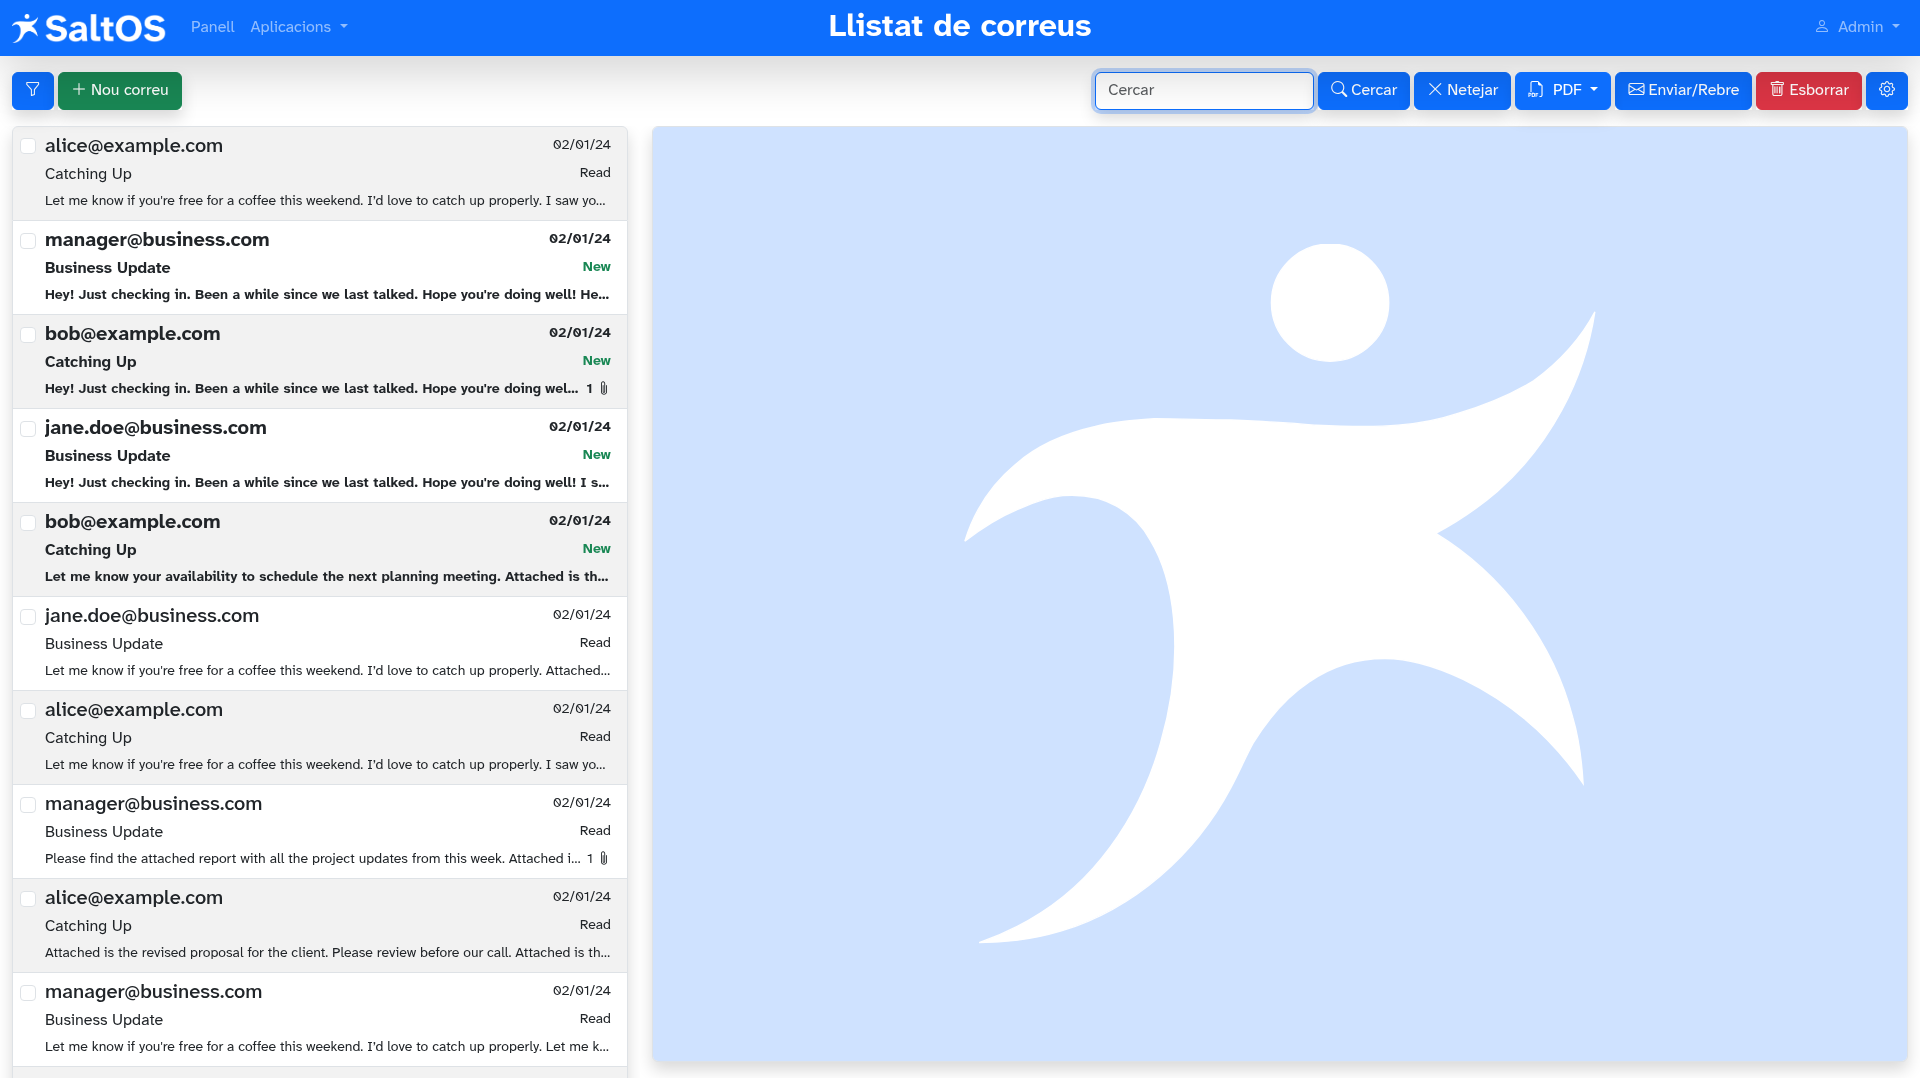 SaltOS Panell Aplicacions Llistat de correus Admin
Nou correu Cercar Cercar Netejar PDF Enviar/Rebre Esborrar
alice@example.com 02/01/24
Catching Up Read
Let me know if you're free for a coffee this weekend. I'd love to catch up properly. I saw yo...
manager@business.com 02/01/24
Business Update New
Hey! Just checking in. Been a while since we last talked. Hope you're doing well! He...
bob@example.com 02/01/24
Catching Up New
Hey! Just checking in. Been a while since we last talked. Hope you're doing wel... 1
jane.doe@business.com 02/01/24
Business Update New
Hey! Just checking in. Been a while since we last talked. Hope you're doing well! I s...
bob@example.com 02/01/24
Catching Up New
Let me know your availability to schedule the next planning meeting. Attached is th...
jane.doe@business.com 02/01/24
Business Update Read
Let me know if you're free for a coffee this weekend. I'd love to catch up properly. Attached...
alice@example.com 02/01/24
Catching Up Read
Let me know if you're free for a coffee this weekend. I'd love to catch up properly. I saw yo...
manager@business.com 02/01/24
Business Update Read
Please find the attached report with all the project updates from this week. Attached i... 1
alice@example.com 02/01/24
Catching Up Read
Attached is the revised proposal for the client. Please review before our call. Attached is th...
manager@business.com 02/01/24
Business Update Read
Let me know if you're free for a coffee this weekend. I'd love to catch up properly. Let me k...